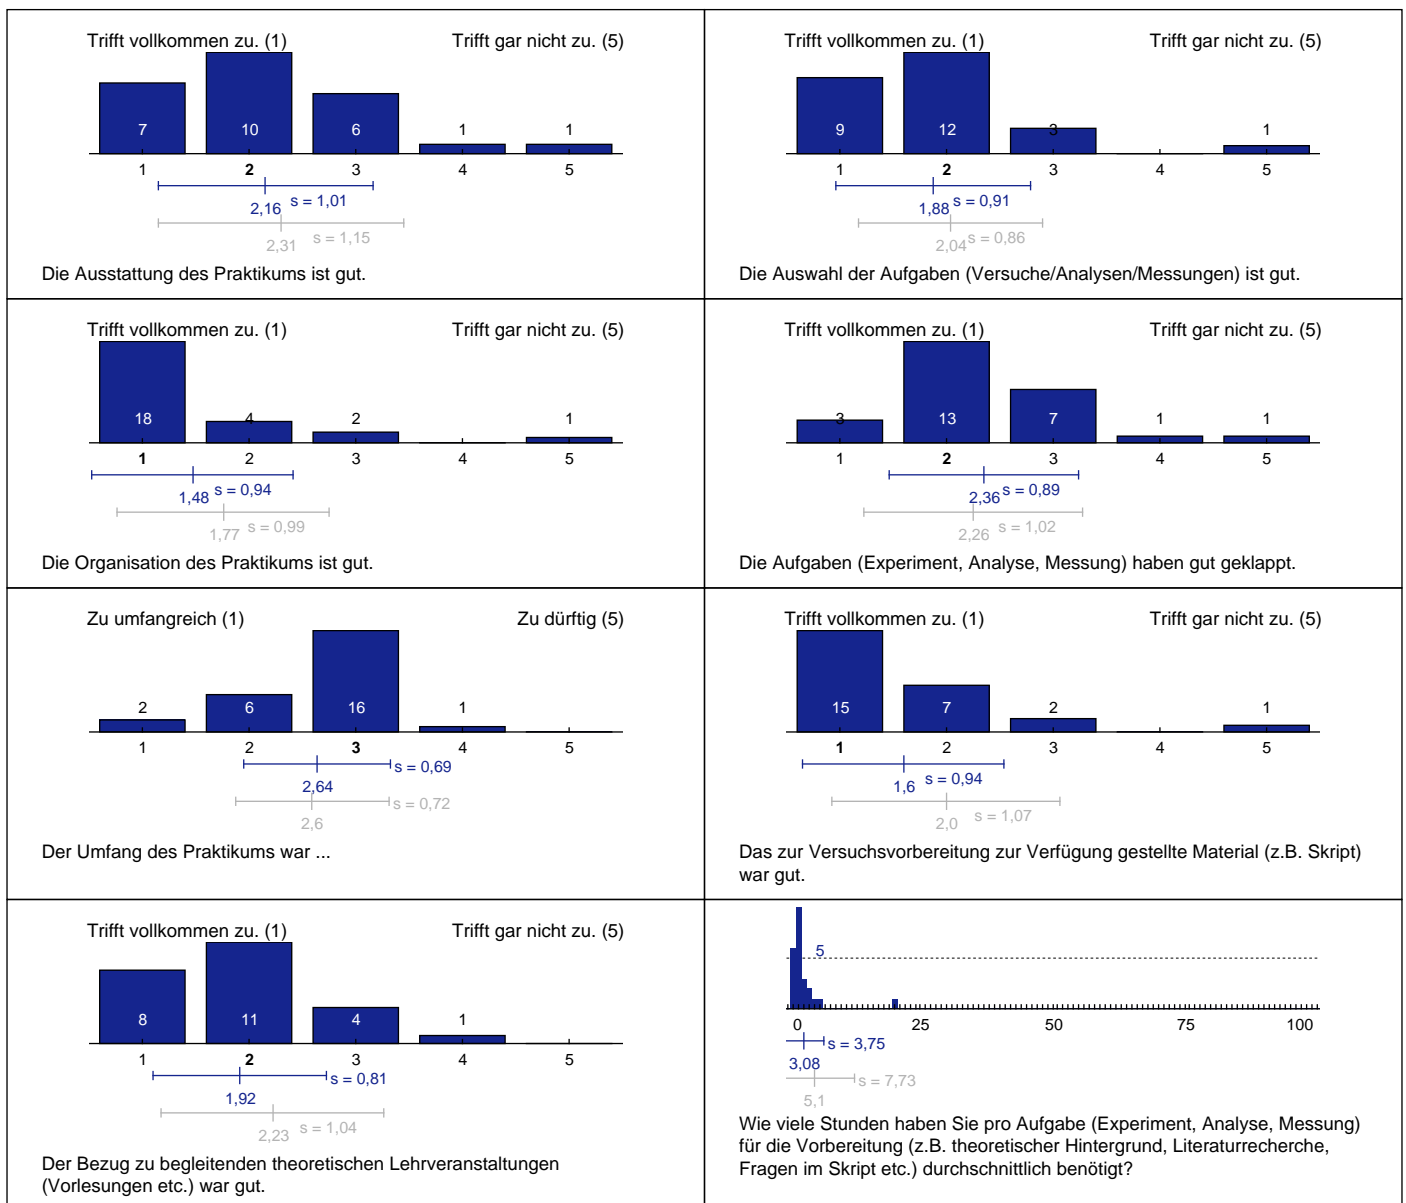 Trifft vollkommen zu. (1) Trifft gar nicht zu. (5)
7 10 6 1 1
1 2 3 4 5
2,16 s = 1,01
2,31 s = 1,15
Die Ausstattung des Praktikums ist gut.
Trifft vollkommen zu. (1) Trifft gar nicht zu. (5)
9 12 3 1
1 2 3 4 5
1,88 s = 0,91
2,04 s = 0,86
Die Auswahl der Aufgaben (Versuche/Analysen/Messungen) ist gut.
Trifft vollkommen zu. (1) Trifft gar nicht zu. (5)
18 4 2 1
1 2 3 4 5
1,48 s = 0,94
1,77 s = 0,99
Die Organisation des Praktikums ist gut.
Trifft vollkommen zu. (1) Trifft gar nicht zu. (5)
3 13 7 1 1
1 2 3 4 5
2,36 s = 0,89
2,26 s = 1,02
Die Aufgaben (Experiment, Analyse, Messung) haben gut geklappt.
Zu umfangreich (1) Zu dürftig (5)
2 6 16 1
1 2 3 4 5
2,64 s = 0,69
2,6 s = 0,72
Der Umfang des Praktikums war ...
Trifft vollkommen zu. (1) Trifft gar nicht zu. (5)
15 7 2 1
1 2 3 4 5
1,6 s = 0,94
2,0 s = 1,07
Das zur Versuchsvorbereitung zur Verfügung gestellte Material (z.B. Skript)
war gut.
Trifft vollkommen zu. (1) Trifft gar nicht zu. (5)
8 11 4 1
1 2 3 4 5
1,92 s = 0,81
2,23 s = 1,04
Der Bezug zu begleitenden theoretischen Lehrveranstaltungen
(Vorlesungen etc.) war gut.
5
0 25 50 75 100
3,08 s = 3,75
5,1 s = 7,73
Wie viele Stunden haben Sie pro Aufgabe (Experiment, Analyse, Messung)
für die Vorbereitung (z.B. theoretischer Hintergrund, Literaturrecherche,
Fragen im Skript etc.) durchschnittlich benötigt?